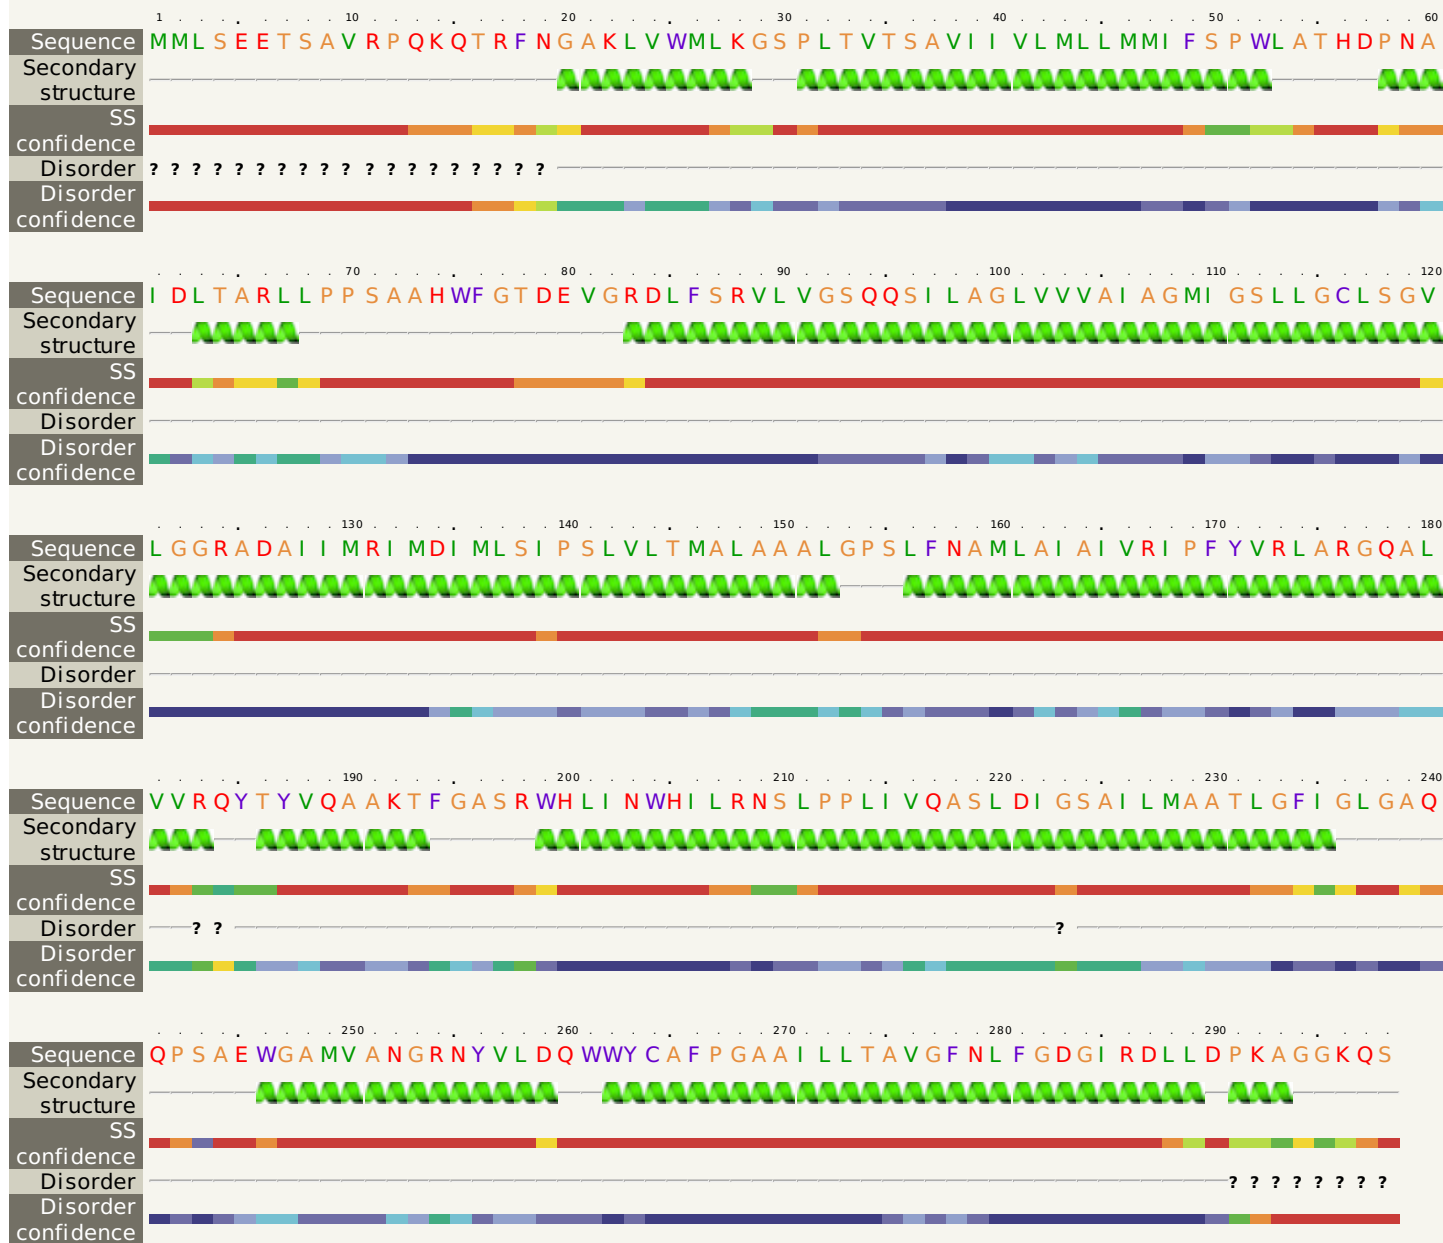 1 . . . . 10 . . . . 20 . . . . 30 . . . . 40 . . . . 50 . . . . 60
Sequence MMLSEETSAVRPQKQTRFNGAKLVWMLKGSPLTVTSAVIIVLMLLMMIFSPWLATHDPNA
Secondary
structure
SS
confidence
Disorder ? ? ? ? ? ? ? ? ? ? ? ? ? ? ? ? ? ? ?
Disorder
confidence
. . . . 70 . . . . 80 . . . . 90 . . . . 100 . . . . 110 . . . . 120
Sequence IDLTARLLPPSAAHWFGTDEVGRDLFSRVLVGSQQSILAGLVVVAIAGMIGSLLGCLSGV
Secondary
structure
SS
confidence
Disorder
Disorder
confidence
. . . . 130 . . . . 140 . . . . 150 . . . . 160 . . . . 170 . . . . 180
Sequence LGGRADAIIMRIMDIMLSIPSLVLTMALAAALGPSLFNAMLAIAIVRIPFYVRLARGQAL
Secondary
structure
SS
confidence
Disorder
Disorder
confidence
. . . . 190 . . . . 200 . . . . 210 . . . . 220 . . . . 230 . . . . 240
Sequence VVRQYTYVQAAKTFGASRWHLINWHILRNSLPPLIVQASLDIGSAILMAATLGFIGLGAQ
Secondary
structure
SS
confidence
Disorder ? ? ?
Disorder
confidence
. . . . 250 . . . . 260 . . . . 270 . . . . 280 . . . . 290 . . . .
Sequence QPSAEWGAMVANGRNYVLDQWWYCAFPGAAILLTAVGFNLFGDGIRDLLDPKAGGKQS
Secondary
structure
SS
confidence
Disorder ? ? ? ? ? ? ? ?
Disorder
confidence